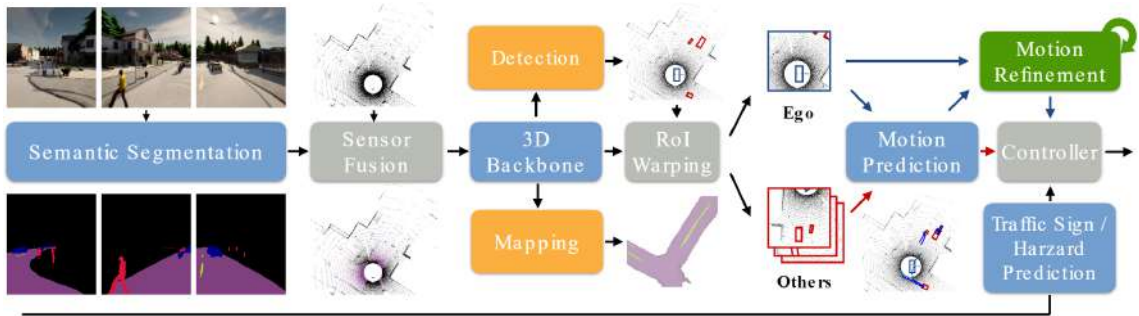 Semantic Segmentation
Sensor
Fusion
Detection
3D
Backbone
Mapping
RoI
Warping
Ego
Others
Motion
Prediction
Motion
Refinement
Controller
Traffic Sign /
Harzard
Prediction